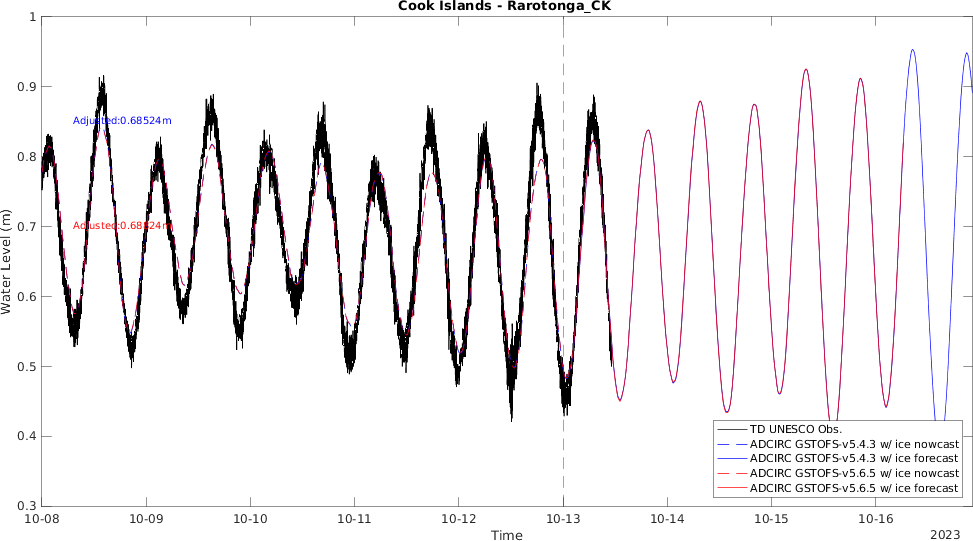 Cook Islands - Rarotonga_CK
Water Level (m)
1
0.9
0.8
0.7
0.6
0.5
0.4
0.3
Adjusted:0.68524m
Adjusted:0.68524m
TD UNESCO Obs.
ADCIRC GSTOFS-v5.4.3 w/ ice nowcast
ADCIRC GSTOFS-v5.4.3 w/ ice forecast
ADCIRC GSTOFS-v5.6.5 w/ ice nowcast
ADCIRC GSTOFS-v5.6.5 w/ ice forecast
10-08 10-09 10-10 10-11 10-12 10-13 10-14 10-15 10-16
Time
2023